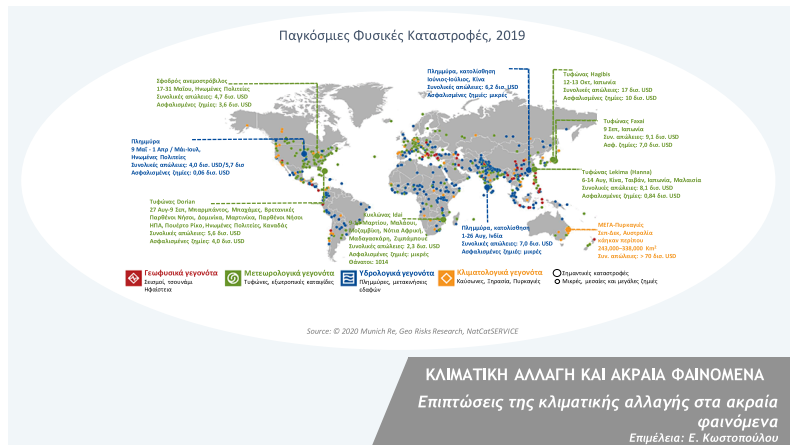 Παγκόσμιες Φυσικές Καταστροφές, 2019
Σφοδρός ανεμοστρόβιλος
17-31 Μαΐου, Ηνωμένες Πολιτείες
Συνολικές απώλειες: 4,7 δισ. USD
Ασφαλισμένες ζημιές: 3,6 δισ. USD
Πλημμύρα, κατολίσθηση
Ιούνιος-Ιούλιος, Κίνα
Συνολικές απώλειες: 6,2 δισ. USD
Ασφαλισμένες ζημιές: μικρές
Τυφώνας Hagibis
12-13 Οκτ, Ιαπωνία
Συνολικές απώλειες: 17 δισ. USD
Ασφαλισμένες ζημιές: 10 δισ. USD
Τυφώνας Faxai
9 Σεπ, Ιαπωνία
Συν. απώλειες: 9,1 δισ. USD
Ασφ. ζημιές: 7,0 δισ. USD
Πλημμύρα
9 Μαΐ - 1 Απρ / Μάι-Ιουλ,
Ηνωμένες Πολιτείες
Συνολικές απώλειες: 4,0 δισ. USD/5,7 δισ
Ασφαλισμένες ζημιές: 0,06 δισ. USD
Τυφώνας Lekima (Hanna)
6-14 Αυγ, Κίνα, Ταϊβάν, Ιαπωνία, Μαλαισία
Συνολικές απώλειες: 8,1 δισ. USD
Ασφαλισμένες ζημιές: 0,84 δισ. USD
Τυφώνας Dorian
27 Αυγ-9 Σεπ, Μπαρμπάντος, Μπαχάμες, Βρετανικές
Παρθένοι Νήσοι, Δομινίκα, Μαρτινίκα, Παρθένοι Νήσοι
ΗΠΑ, Πουέρτο Ρίκο, Ηνωμένες Πολιτείες, Καναδάς
Συνολικές απώλειες: 5,6 δισ. USD
Ασφαλισμένες ζημιές: 4,0 δισ. USD
Κυκλώνας Idai
Μαρτίου, Μαλάουι,
Μοζαμβίκη, Νότια Αφρική,
Μαδαγασκάρη, Ζιμπάμπουε
Συνολικές απώλειες: 2,3 δισ. USD
Ασφαλισμένες ζημιές: μικρές
Θάνατοι: 1014
Πλημμύρα, κατολίσθηση
1-26 Αυγ, Ινδία
Συνολικές απώλειες: 7,0 δισ. USD
Ασφαλισμένες ζημιές: μικρές
ΜΕΓΑ-Πυρκαγιές
Σεπ-Δεκ, Αυστραλία
κάηκαν περίπου
243,000–338,000 Km²
Συν. απώλειες: > 70 δισ. USD
Γεωφυσικά γεγονότα
Σεισμοί, τσουνάμι
Ηφαίστεια
Μετεωρολογικά γεγονότα
Τυφώνες, εξωτροπικές καταιγίδες
Υδρολογικά γεγονότα
Πλημμύρες, μετακινήσεις
εδαφών
Κλιματολογικά γεγονότα
Καύσωνες, Ξηρασία, Πυρκαγιές
Σημαντικές καταστροφές
Μικρές, μεσαίες και μεγάλες ζημιές
Source: © 2020 Munich Re, Geo Risks Research, NatCatSERVICE
ΚΛΙΜΑΤΙΚΗ ΑΛΛΑΓΗ ΚΑΙ ΑΚΡΑΙΑ ΦΑΙΝΟΜΕΝΑ
Επιπτώσεις της κλιματικής αλλαγής στα ακραία
φαινόμενα
Επιμέλεια: Ε. Κωστοπούλου